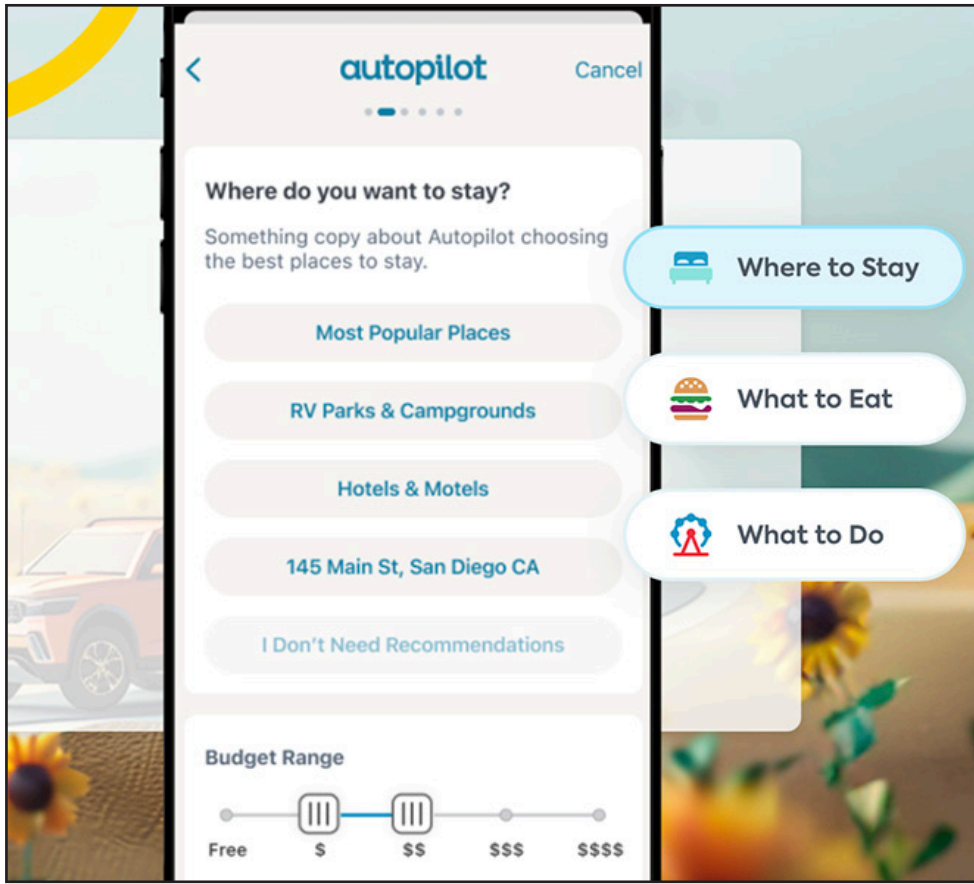 autopilot
Cancel
Where do you want to stay?
Something copy about Autopilot choosing
the best places to stay.
Most Popular Places
RV Parks & Campgrounds
Hotels & Motels
145 Main St, San Diego CA
I Don't Need Recommendations
Where to Stay
What to Eat
What to Do
Budget Range
Free $ $$ $$$ $$$$